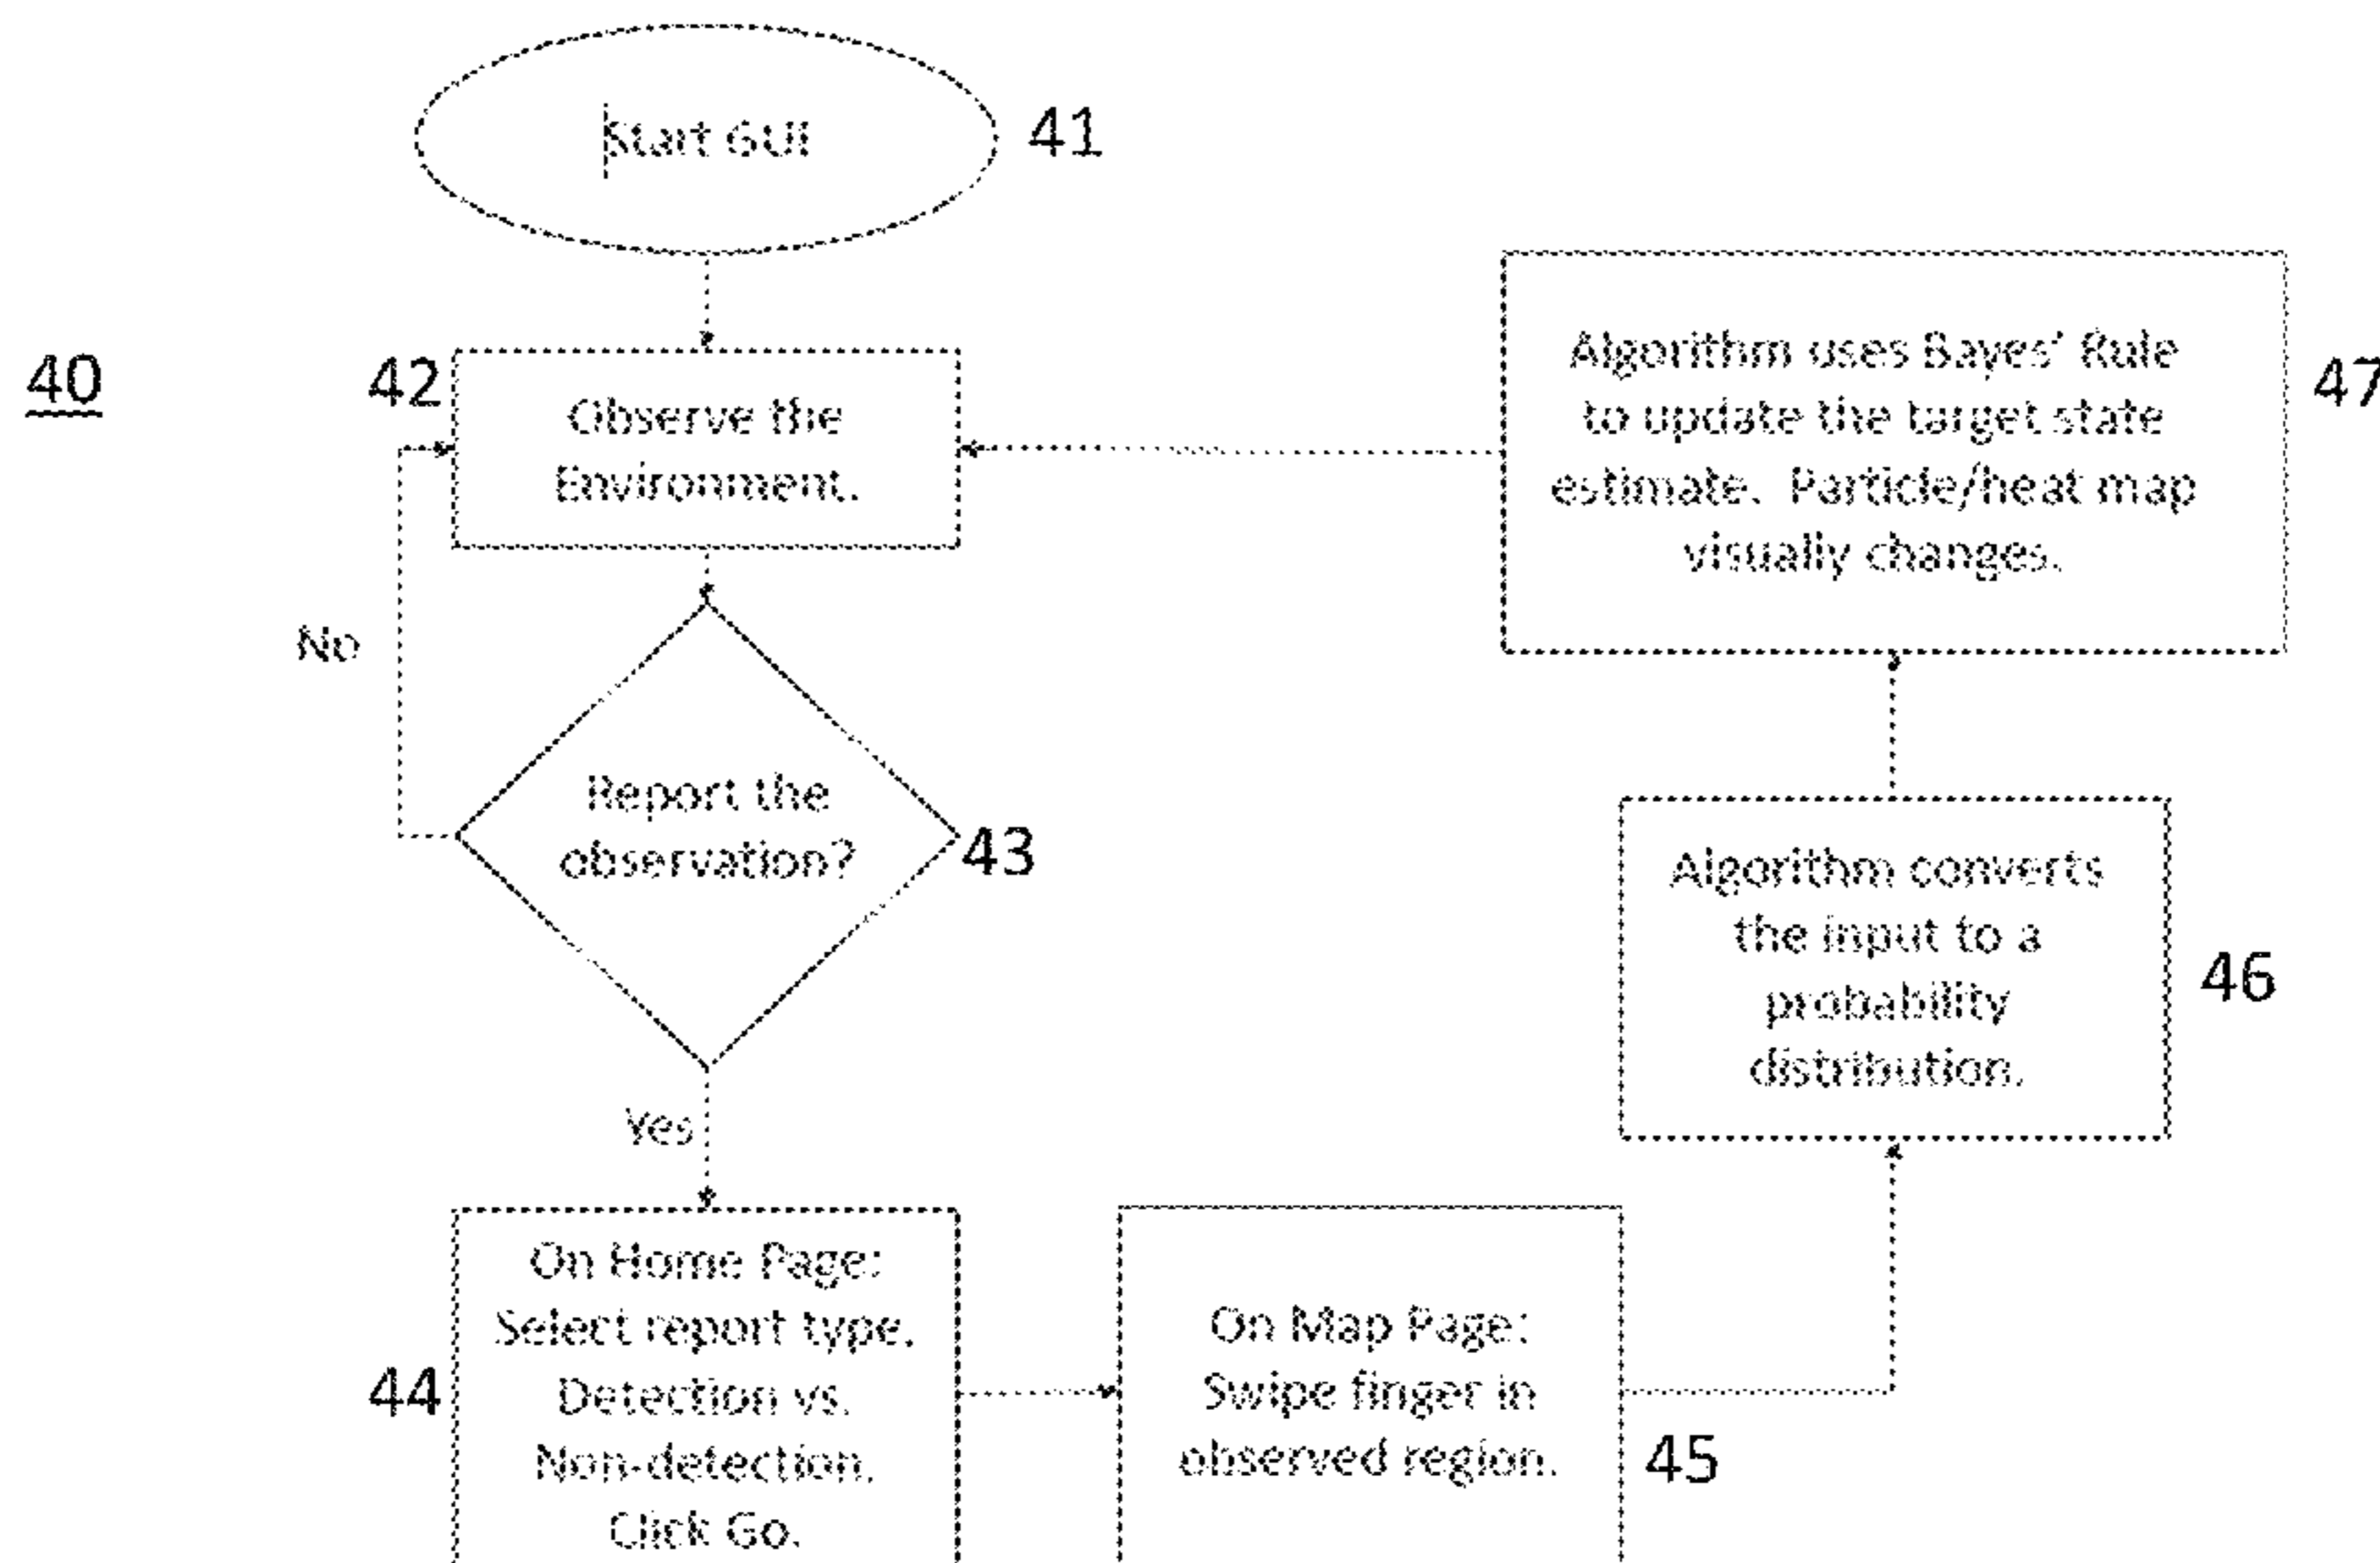 Start GUI
41
40
42
Observe the
Environment.
No
Report the
observation?
43
Yes
44
On Home Page:
Select report type.
Detection vs.
Non-detection.
Click Go.
On Map Page:
Swipe finger in
observed region.
45
Algorithm converts
the input to a
probability
distribution.
46
Algorithm uses Bayes' Rule
to update the target state
estimate. Particle/heat map
visually changes.
47